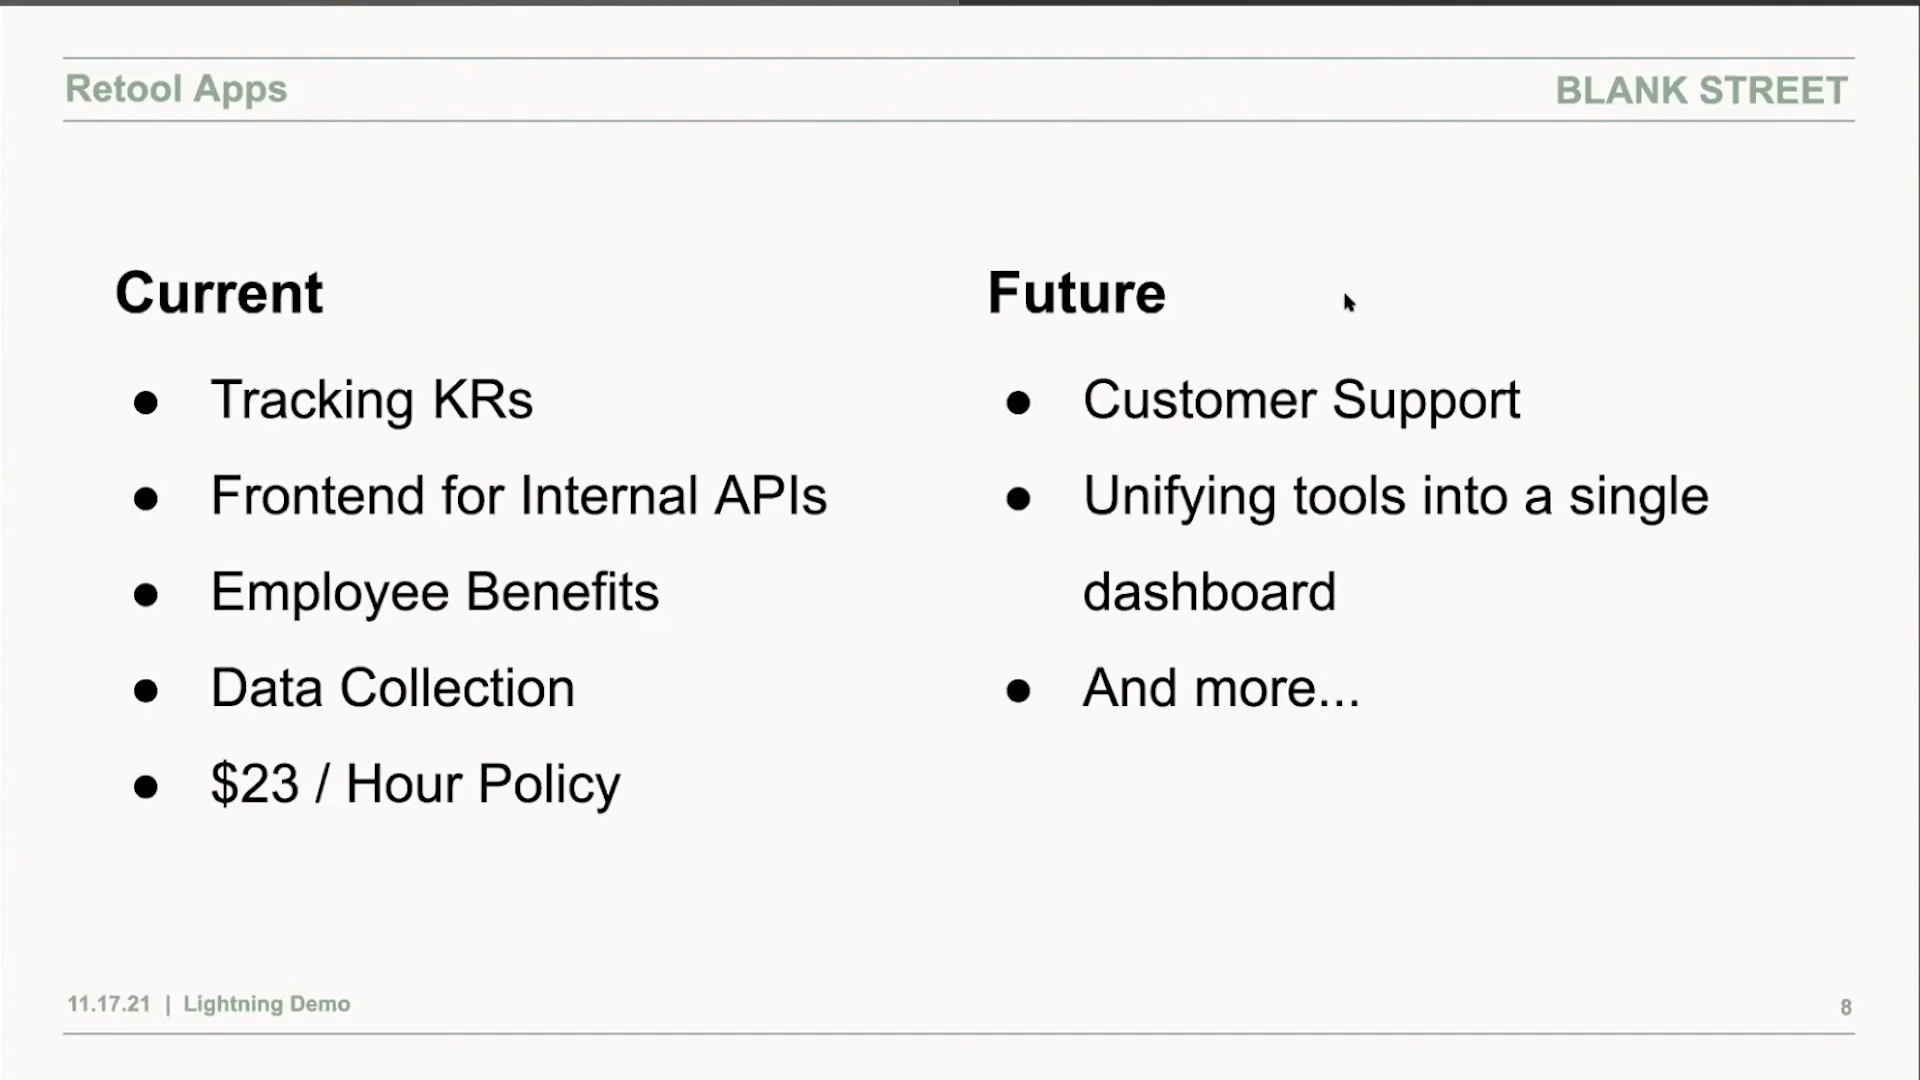 Retool Apps
BLANK STREET
Current
● Tracking KRs
● Frontend for Internal APIs
● Employee Benefits
● Data Collection
● $23 / Hour Policy
Future
● Customer Support
● Unifying tools into a single
dashboard
● And more...
11.17.21 | Lightning Demo
8